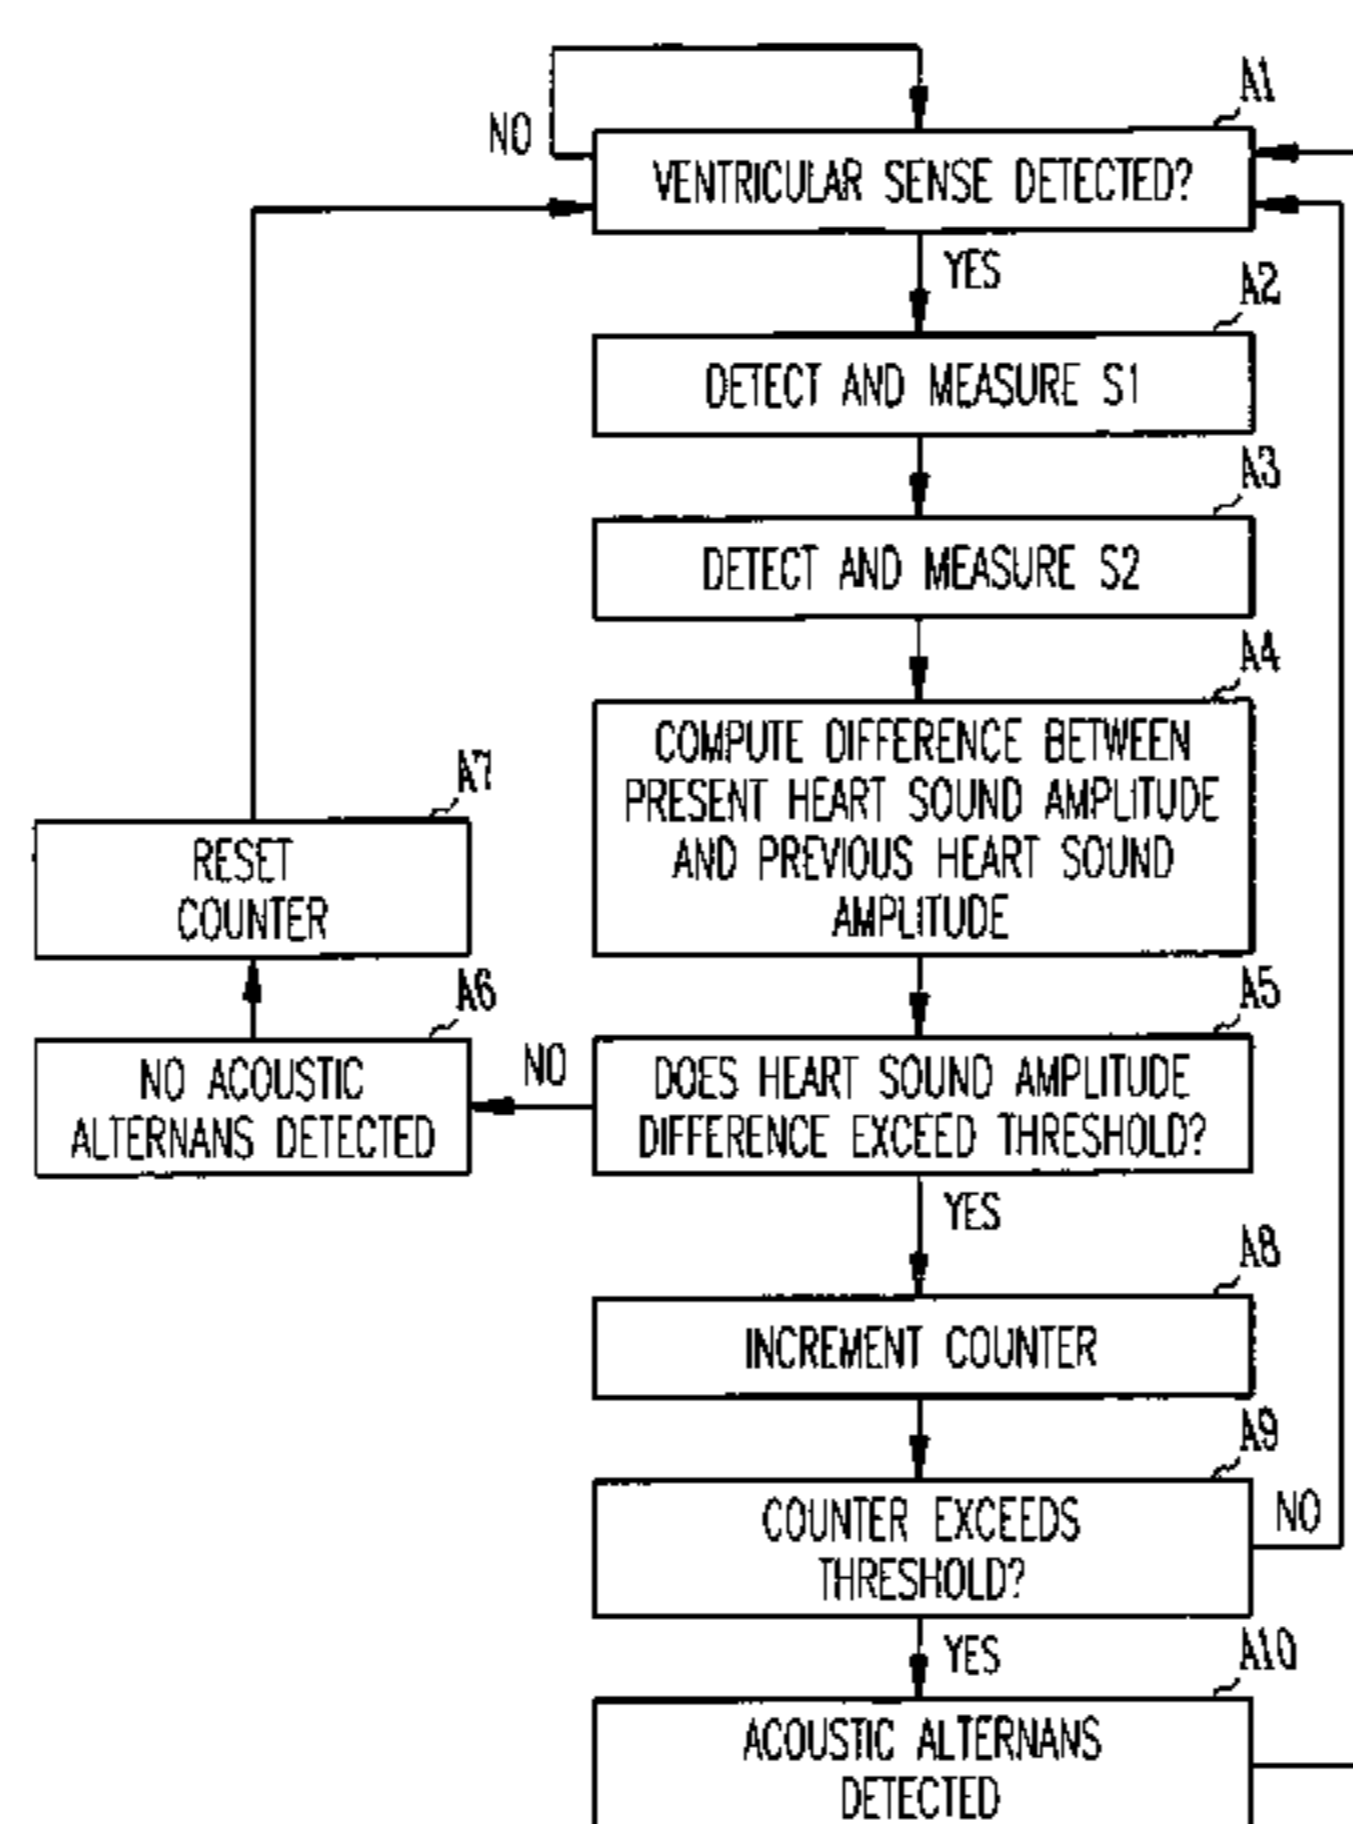 A1
NO
VENTRICULAR SENSE DETECTED?
YES
A2
DETECT AND MEASURE S1
A3
DETECT AND MEASURE S2
A4
COMPUTE DIFFERENCE BETWEEN
PRESENT HEART SOUND AMPLITUDE
AND PREVIOUS HEART SOUND
AMPLITUDE
A7
RESET
COUNTER
A6
NO ACOUSTIC
ALTERNANS DETECTED
NO
A5
DOES HEART SOUND AMPLITUDE
DIFFERENCE EXCEED THRESHOLD?
YES
A8
INCREMENT COUNTER
A9
COUNTER EXCEEDS
THRESHOLD?
NO
YES
A10
ACOUSTIC ALTERNANS
DETECTED